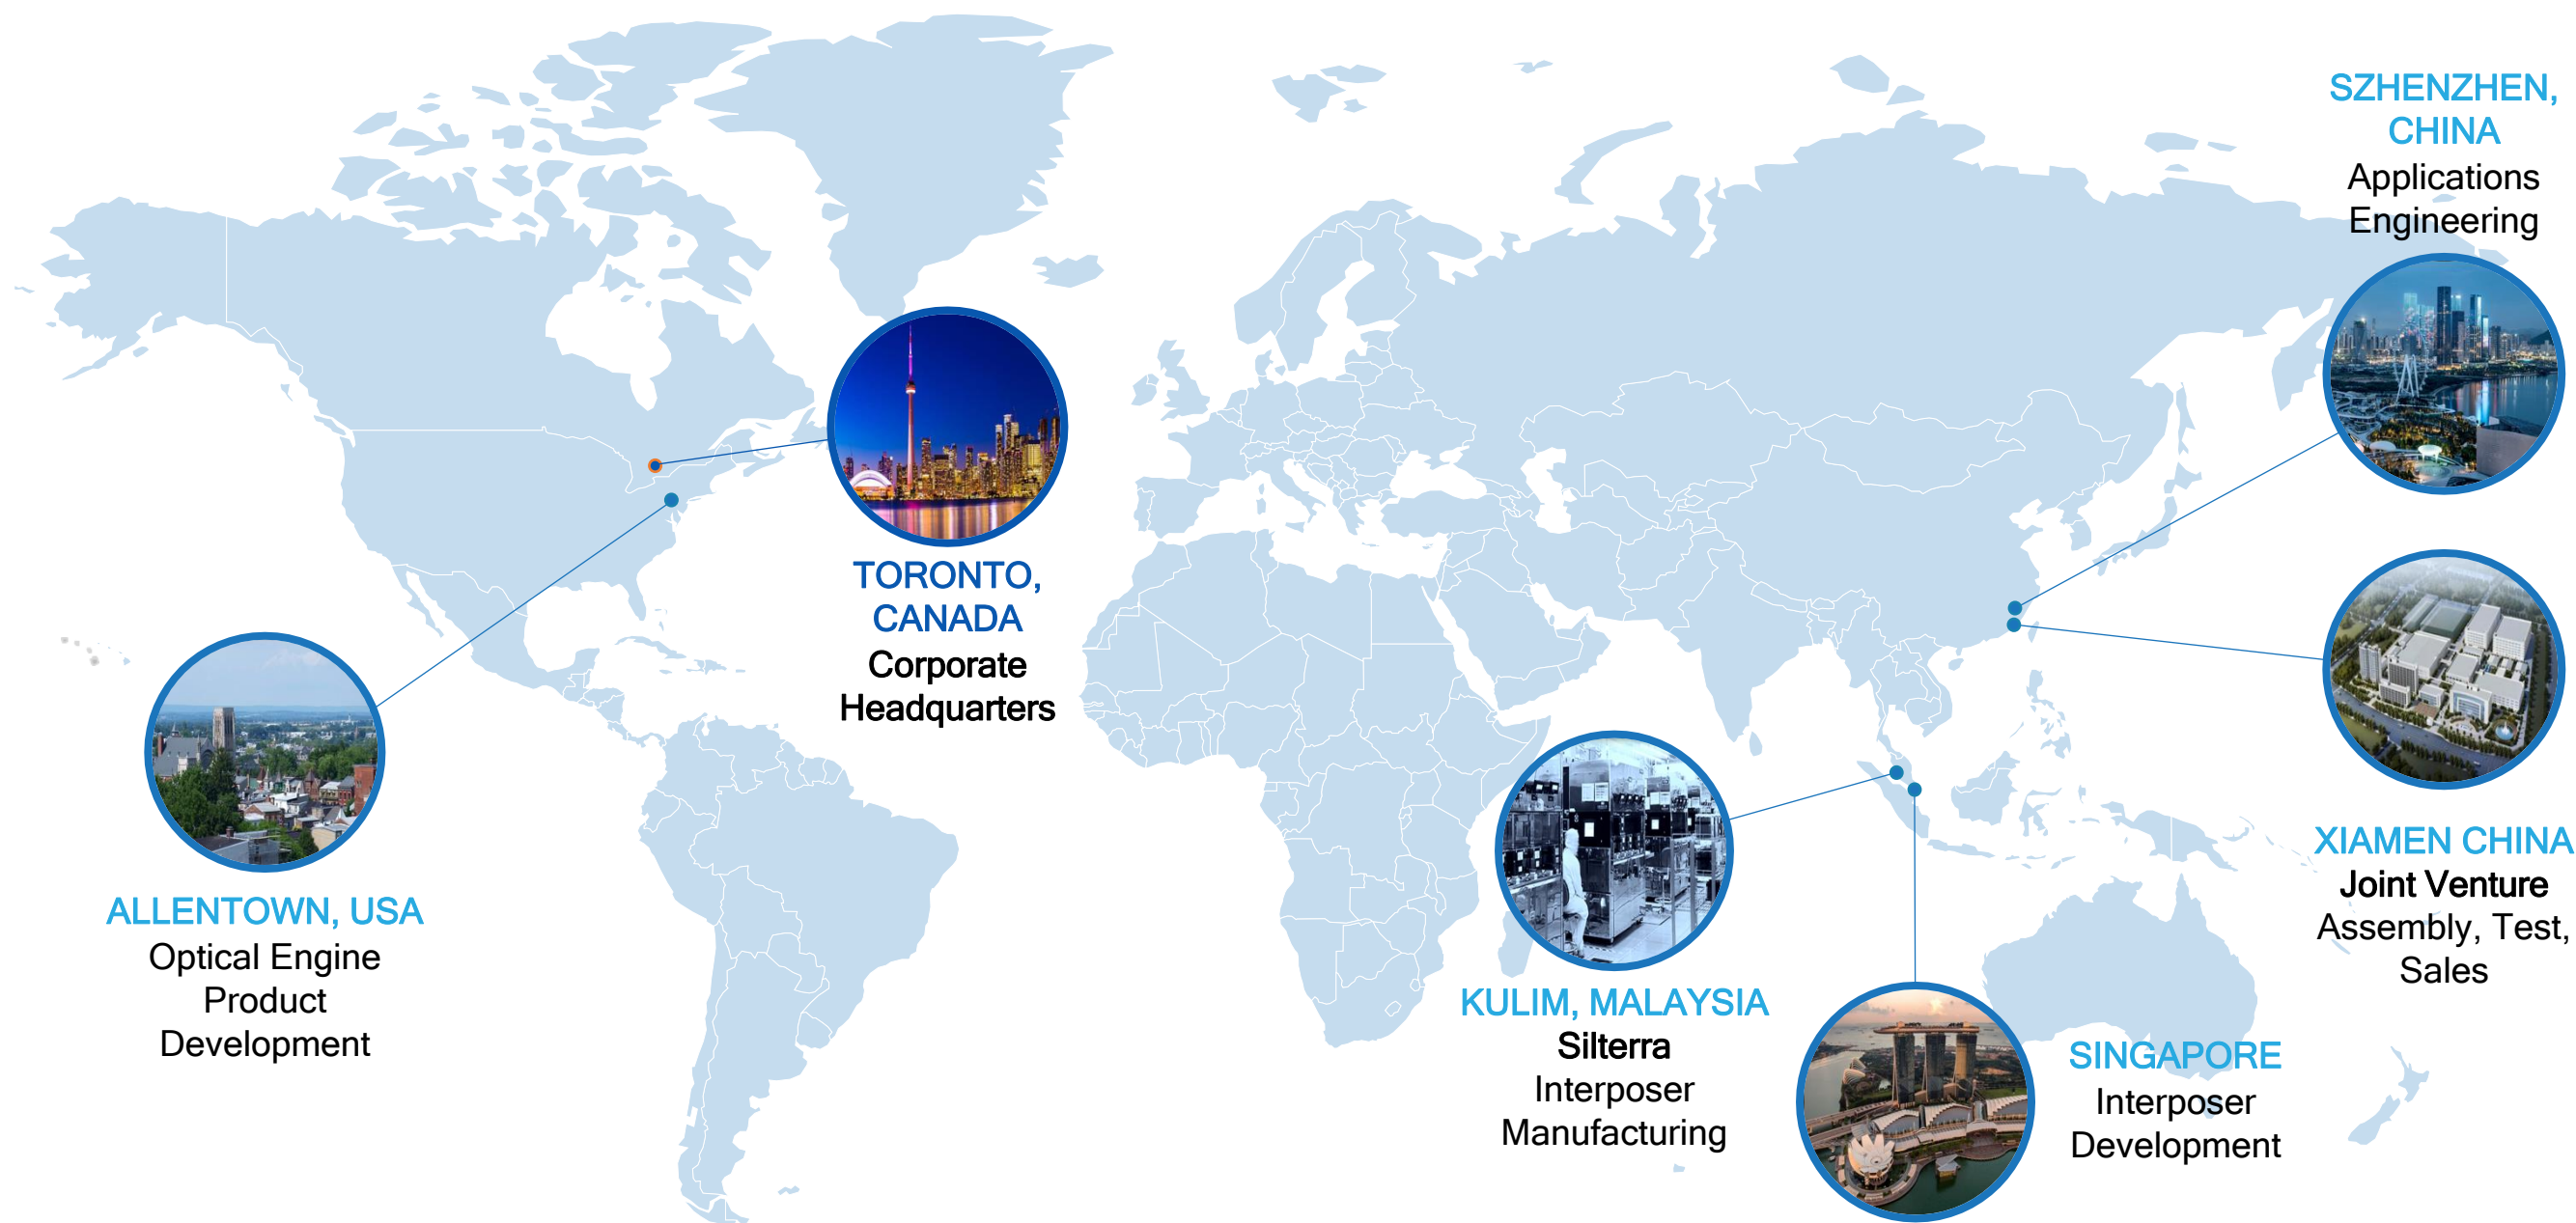 SZHENZHEN,
CHINA
Applications
Engineering
TORONTO,
CANADA
Corporate
Headquarters
ALLENTOWN, USA
Optical Engine
Product
Development
XIAMEN CHINA
Joint Venture
Assembly, Test,
Sales
KULIM, MALAYSIA
Silterra
Interposer
Manufacturing
SINGAPORE
Interposer
Development